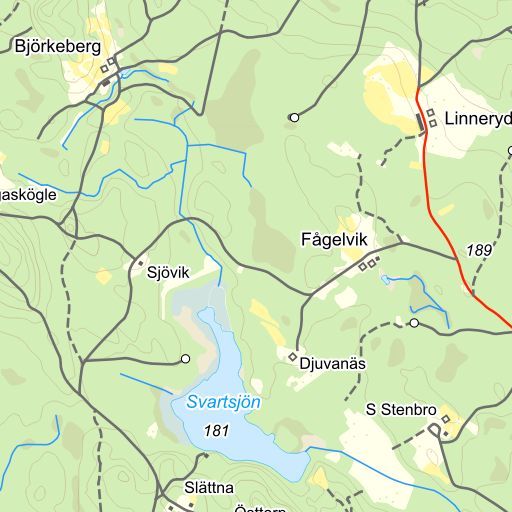 Björkeberg
Linneryd
gaskögle
Fågelvik
189
Sjövik
Djuvanäs
Svartsjön
S Stenbro
181
Slättna